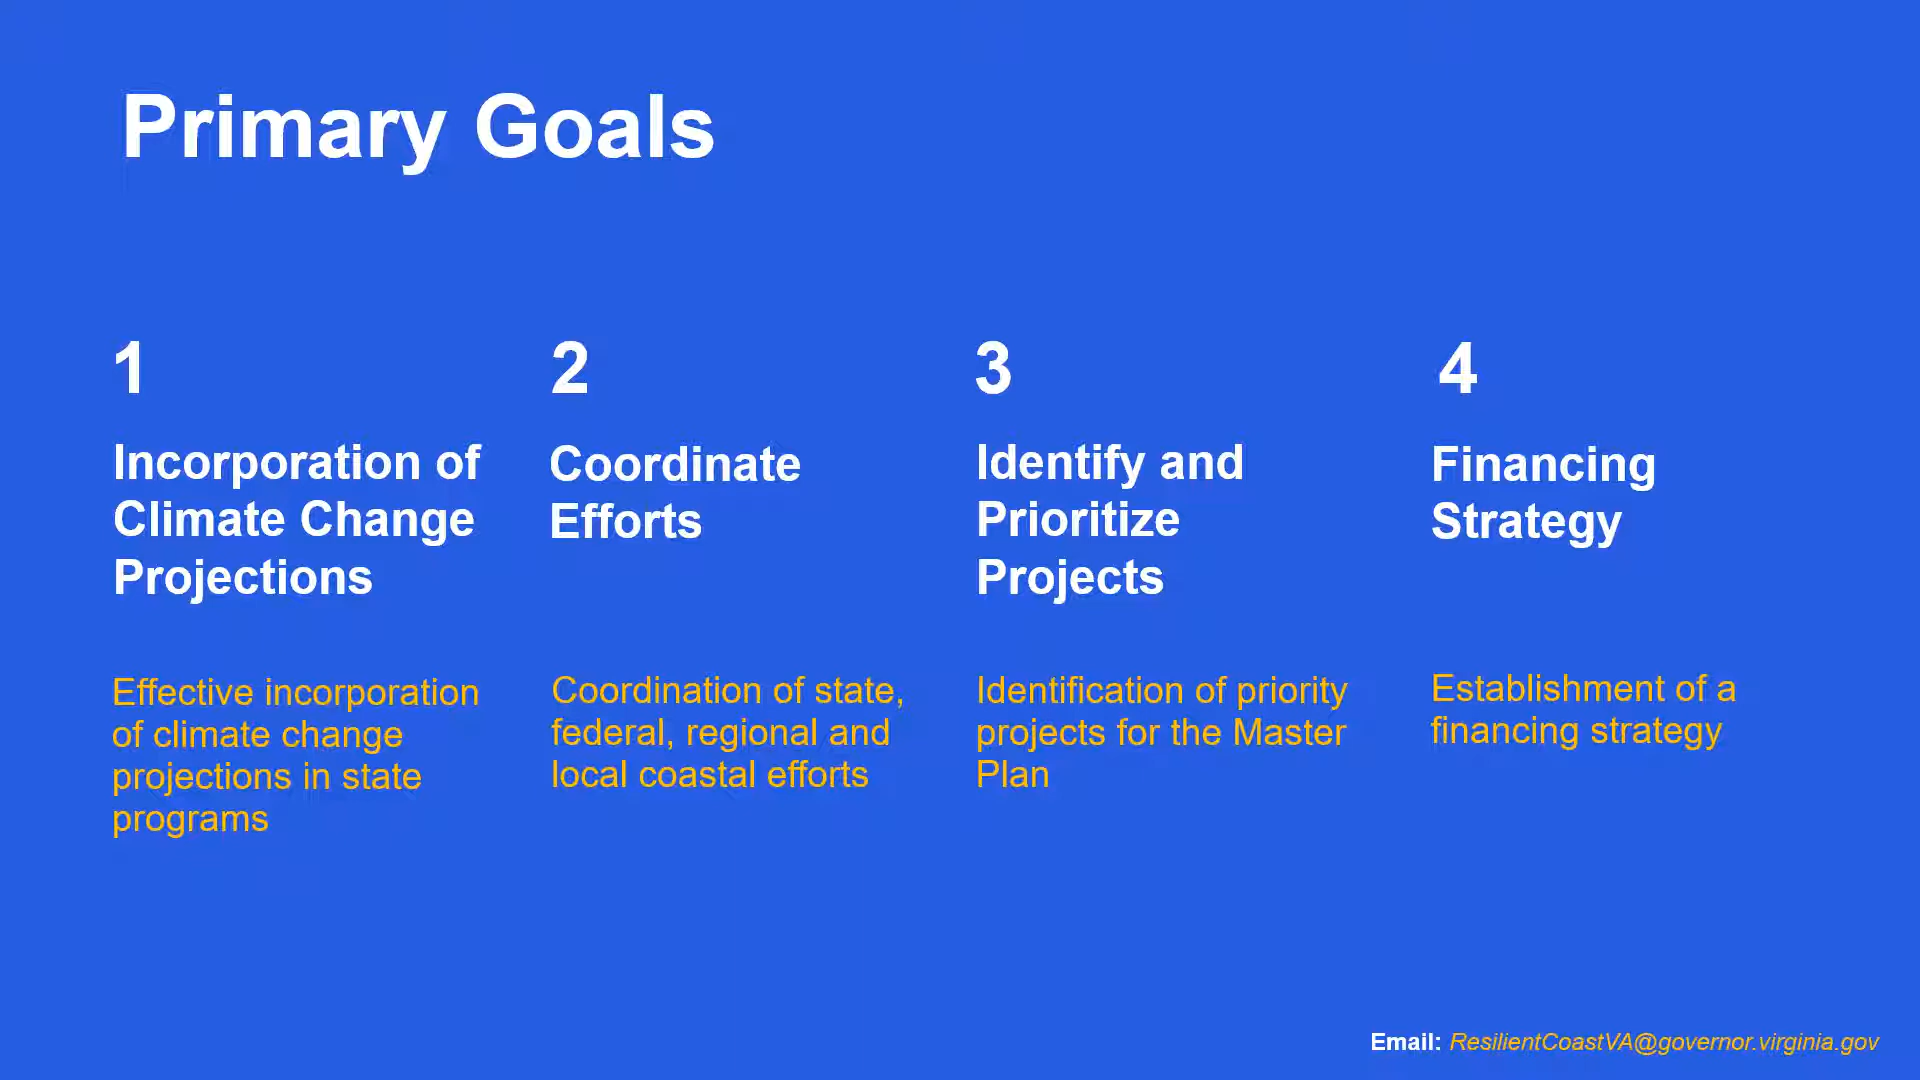 Primary Goals
1
Incorporation of
Climate Change
Projections
Effective incorporation
of climate change
projections in state
programs
2
Coordinate
Efforts
Coordination of state,
federal, regional and
local coastal efforts
3
Identify and
Prioritize
Projects
Identification of priority
projects for the Master
Plan
4
Financing
Strategy
Establishment of a
financing strategy
Email: ResilientCoastVA@governor.virginia.gov